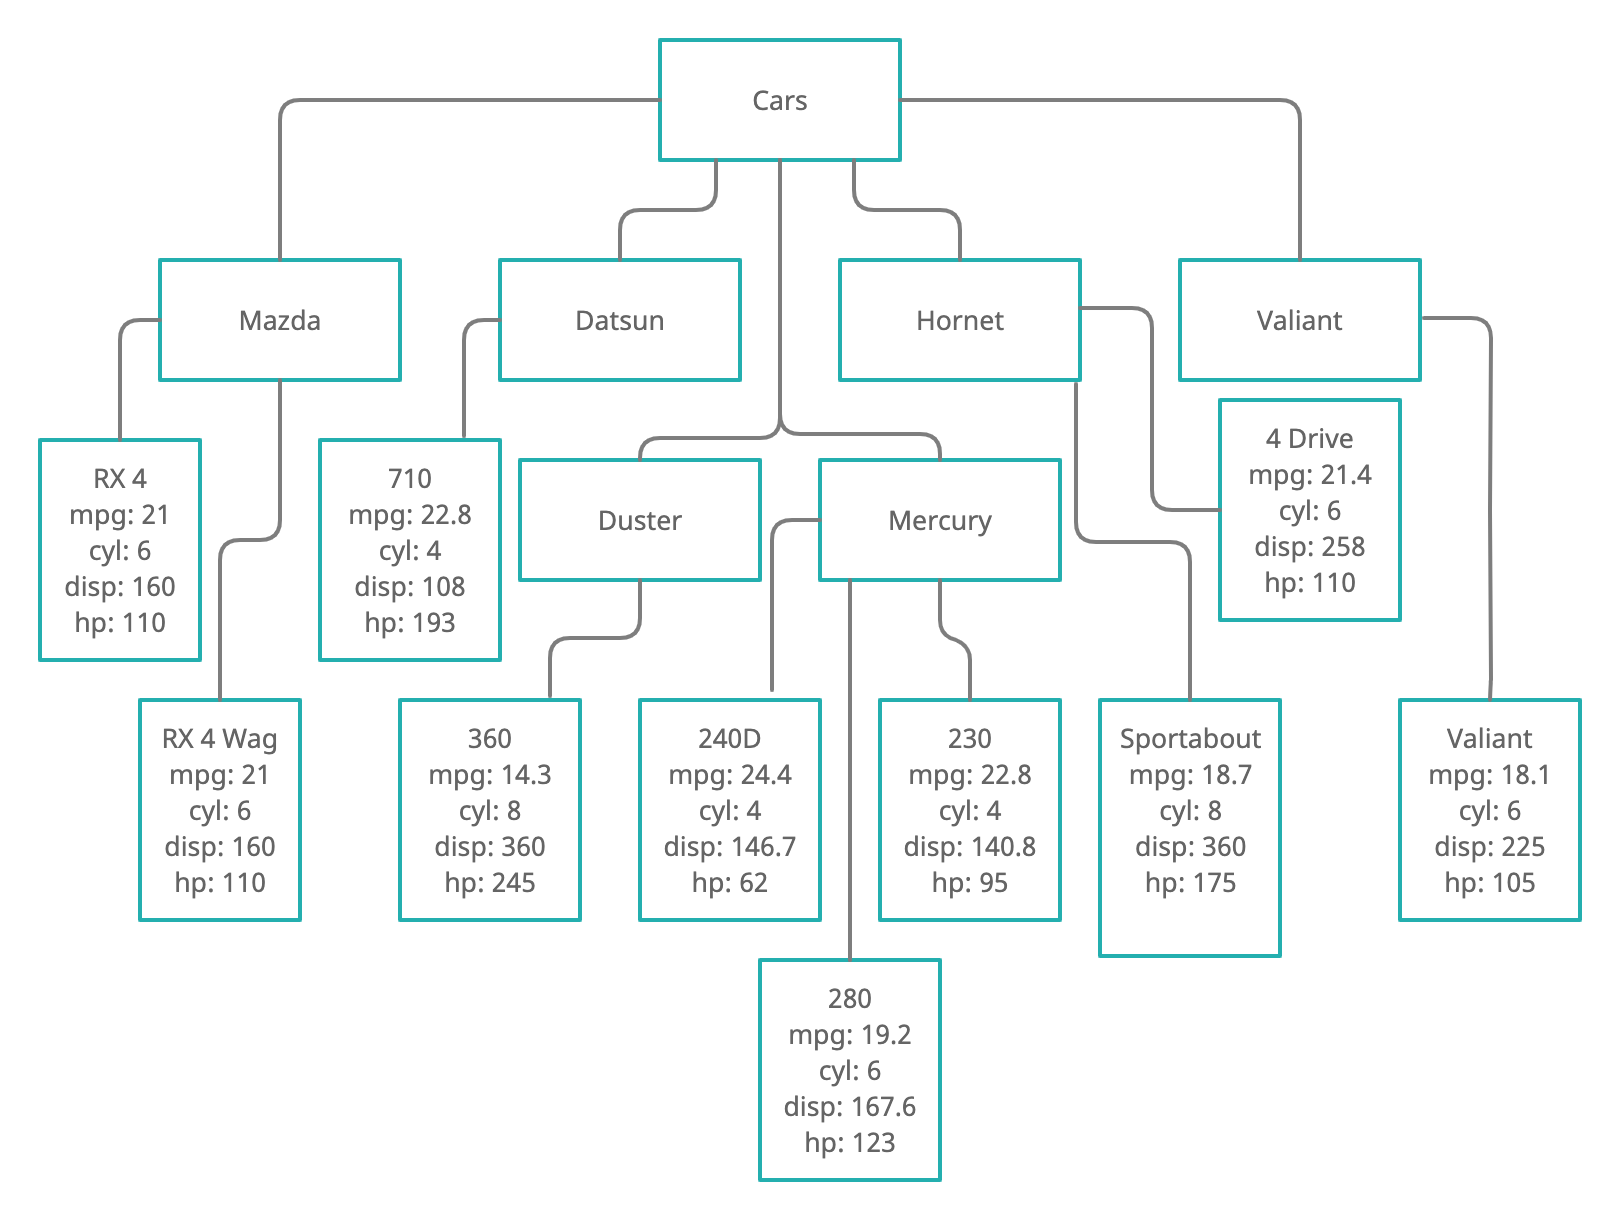 Cars
Mazda
Datsun
Hornet
Valiant
RX 4
mpg: 21
cyl: 6
disp: 160
hp: 110
710
mpg: 22.8
cyl: 4
disp: 108
hp: 193
Duster
Mercury
4 Drive
mpg: 21.4
cyl: 6
disp: 258
hp: 110
RX 4 Wag
mpg: 21
cyl: 6
disp: 160
hp: 110
360
mpg: 14.3
cyl: 8
disp: 360
hp: 245
240D
mpg: 24.4
cyl: 4
disp: 146.7
hp: 62
230
mpg: 22.8
cyl: 4
disp: 140.8
hp: 95
Sportabout
mpg: 18.7
cyl: 8
disp: 360
hp: 175
Valiant
mpg: 18.1
cyl: 6
disp: 225
hp: 105
280
mpg: 19.2
cyl: 6
disp: 167.6
hp: 123